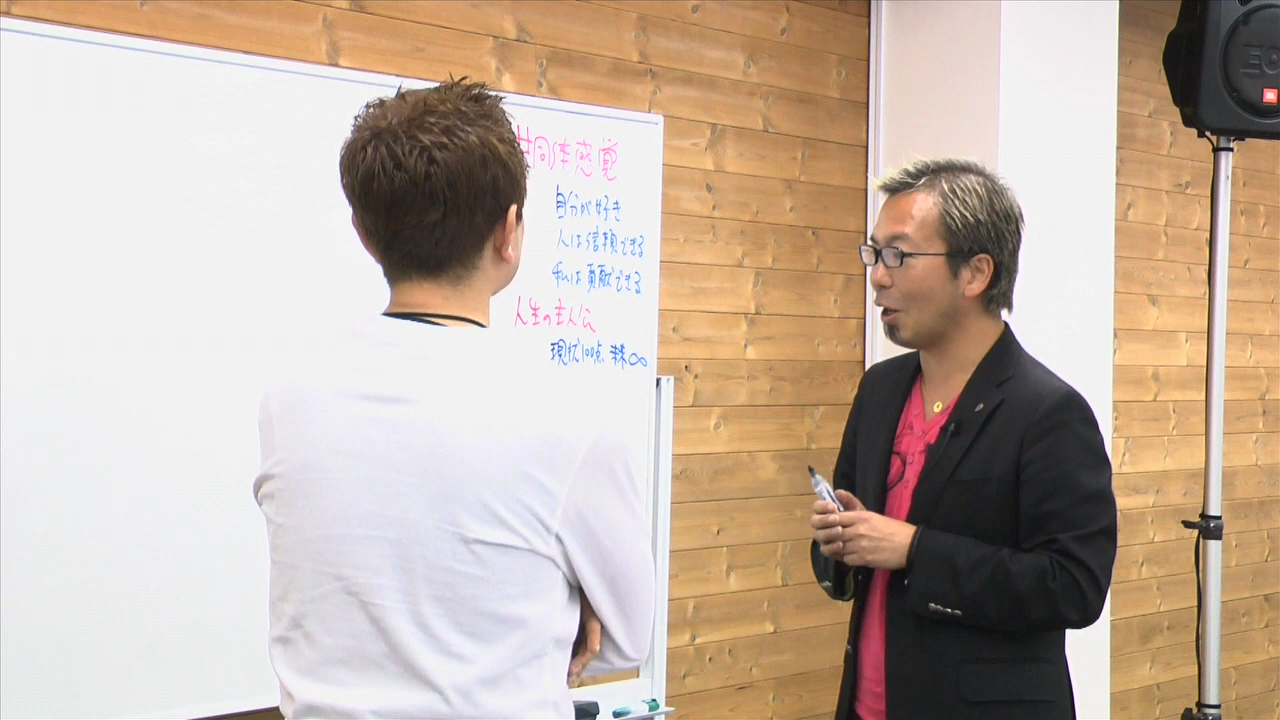 共同体感覚
自分が好き
人は信頼できる
私は貢献できる
人生の主人公
現状100点 未来∞
EON
JBL